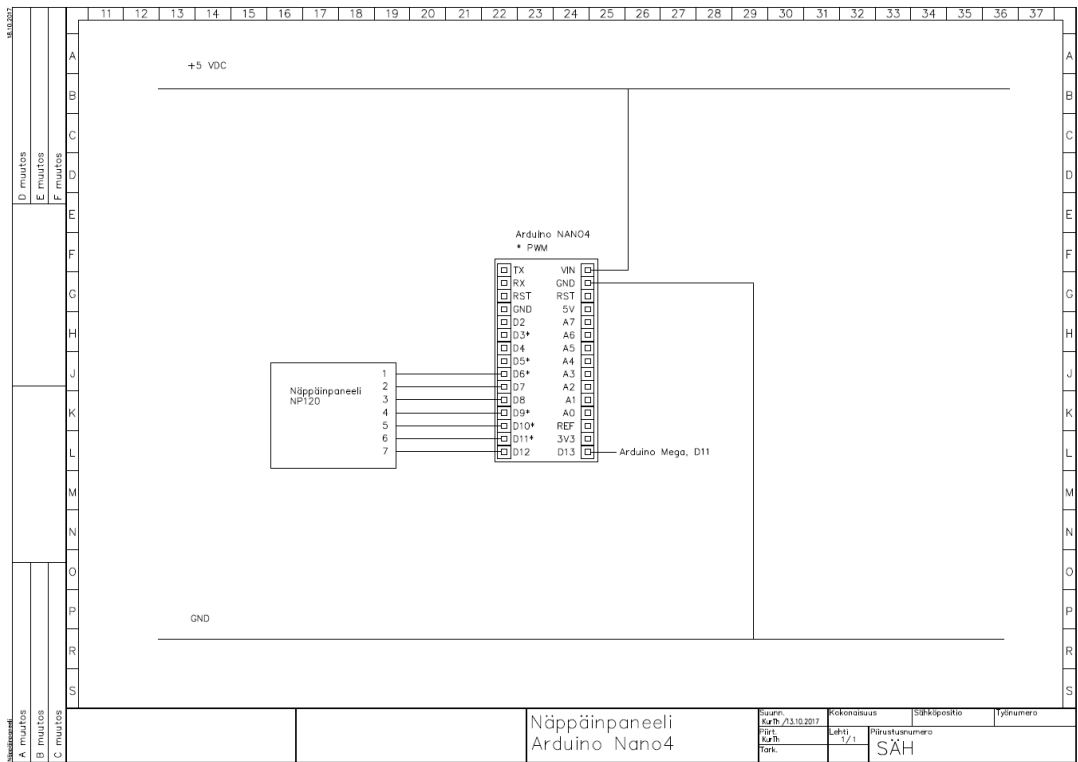 11 12 13 14 15 16 17 18 19 20 21 22 23 24 25 26 27 28 29 30 31 32 33 34 35 36 37
18.10.2017
D muutos
E muutos
F muutos
A A
B B
C C
D D
E E
F F
G G
H H
J J
K K
L L
M M
N N
O O
P P
R R
S S
+5 VDC
Arduino NANO4
* PWM
TX VIN
RX GND
RST RST
GND 5V
D2 A7
D3* A6
D4 A5
D5* A4
D6* A3
D7 A2
D8 A1
D9* A0
D10* REF
D11* 3V3
D12 D13
Arduino Mega, D11
Näppäinpaneeli
NP120
1
2
3
4
5
6
7
GND
Näppäinpaneeli
A muutos
B muutos
C muutos
Näppäinpaneeli
Arduino Nano4
Suunn.
KurTh /13.10.2017
Piirt.
KurTh
Tark.
Kokonaisuus
Sähköpositio
Työnumero
Lehti
1/1
Piirustusnumero
SÄH